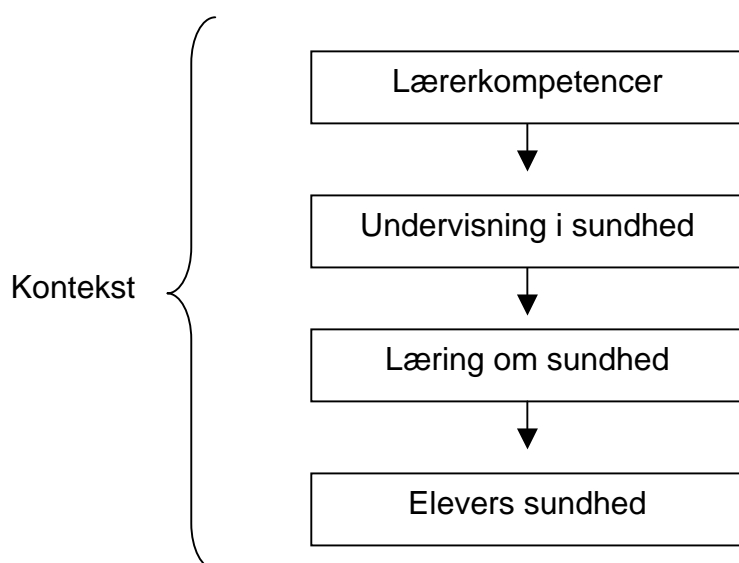 Lærerkompetencer
Undervisning i sundhed
Kontekst
Læring om sundhed
Elevers sundhed